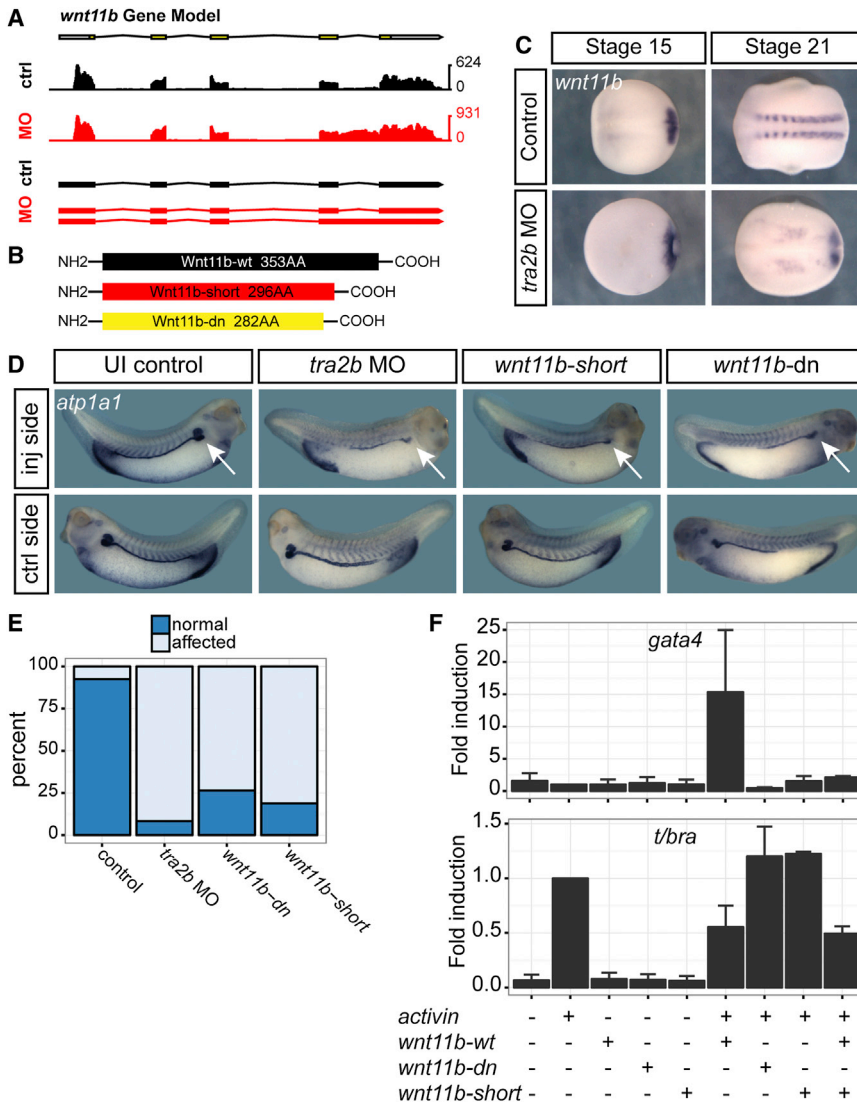 A
wnt11b Gene Model
ctrl
624
0
MO
931
0
ctrl
MO
B
NH2 Wnt11b-wt 353AA COOH
NH2 Wnt11b-short 296AA COOH
NH2 Wnt11b-dn 282AA COOH
C
Stage 15 Stage 21
Control
wnt11b
tra2b MO
D
UI control tra2b MO wnt11b-short wnt11b-dn
inj side
atp1a1
ctrl side
E
normal
affected
percent
100
75
50
25
0
control
tra2b MO
wnt11b-dn
wnt11b-short
F
Fold induction
gata4
25
20
15
10
5
0
Fold induction
t/bra
1.5
1.0
0.5
0.0
activin - + - - - + + + +
wnt11b-wt - - + - - + - - +
wnt11b-dn - - - + - - + - -
wnt11b-short - - - - + - - + +